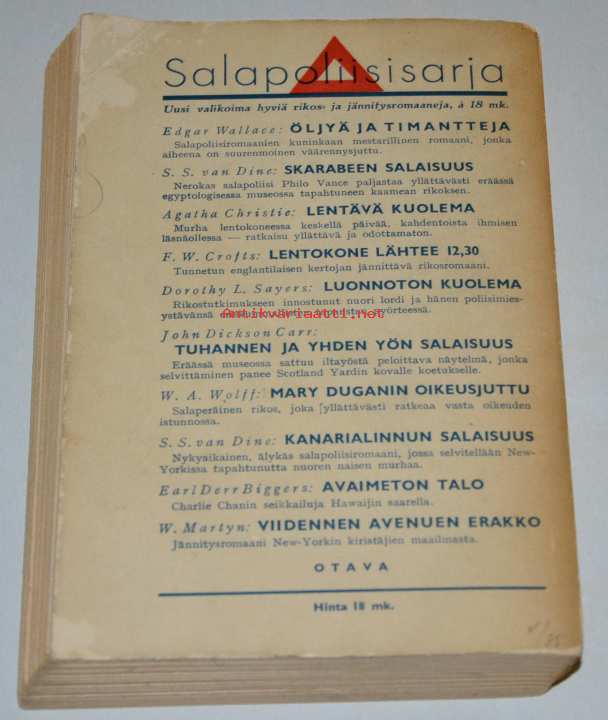 Salapoliisisarja
Uusi valikoima hyviä rikos- ja jännitysromaaneja, à 18 mk.
Edgar Wallace: ÖLJYÄ JA TIMANTTEJA
Salapoliisiromaanien kuninkaan mestarillinen romaani, jonka
aiheena on suurenmoinen väärennysjuttu.
S. S. van Dine: SKARABEEN SALAISUUS
Nerokas salapoliisi Philo Vance paljastaa yllättävästi eräässä
egyptologisessa museossa tapahtuneen kaamean rikoksen.
Agatha Christie: LENTÄVÄ KUOLEMA
Murha lentokoneessa keskellä päivää, kahdentoista ihmisen
läsnäollessa — ratkaisu yllättävä ja odottamaton.
F. W. Crofts: LENTOKONE LÄHTEE 12,30
Tunnetun englantilaisen kertojan jännittävä rikosromaani.
Dorothy L. Sayers: LUONNOTON KUOLEMA
Rikostutkimukseen innostunut nuori lordi ja hänen poliisimies-
ystävänsä
Antikvariaatti.net
John Dickson Carr:
TUHANNEN JA YHDEN YÖN SALAISUUS
Eräässä museossa sattuu iltayöstä peloittava näytelmä, jonka
selvittäminen panee Scotland Yardin kovalle koetukselle.
W. A. Wolff: MARY DUGANIN OIKEUSJUTTU
Salaperäinen rikos, joka yllättävästi ratkeaa vasta oikeuden
istunnossa.
S. S. van Dine: KANARIALINNUN SALAISUUS
Nykyaikainen, älykäs salapoliisiromaani, jossa selvitellään New-
Yorkissa tapahtunutta nuoren naisen murhaa.
Earl Derr Biggers: AVAIMETON TALO
Charlie Chanin seikkailuja Hawaijin saarella.
W. Martyn: VIIDENNEN AVENUEN ERAKKO
Jännitysromaani New-Yorkin kiristäjien maailmasta.
OTAVA
Hinta 18 mk.